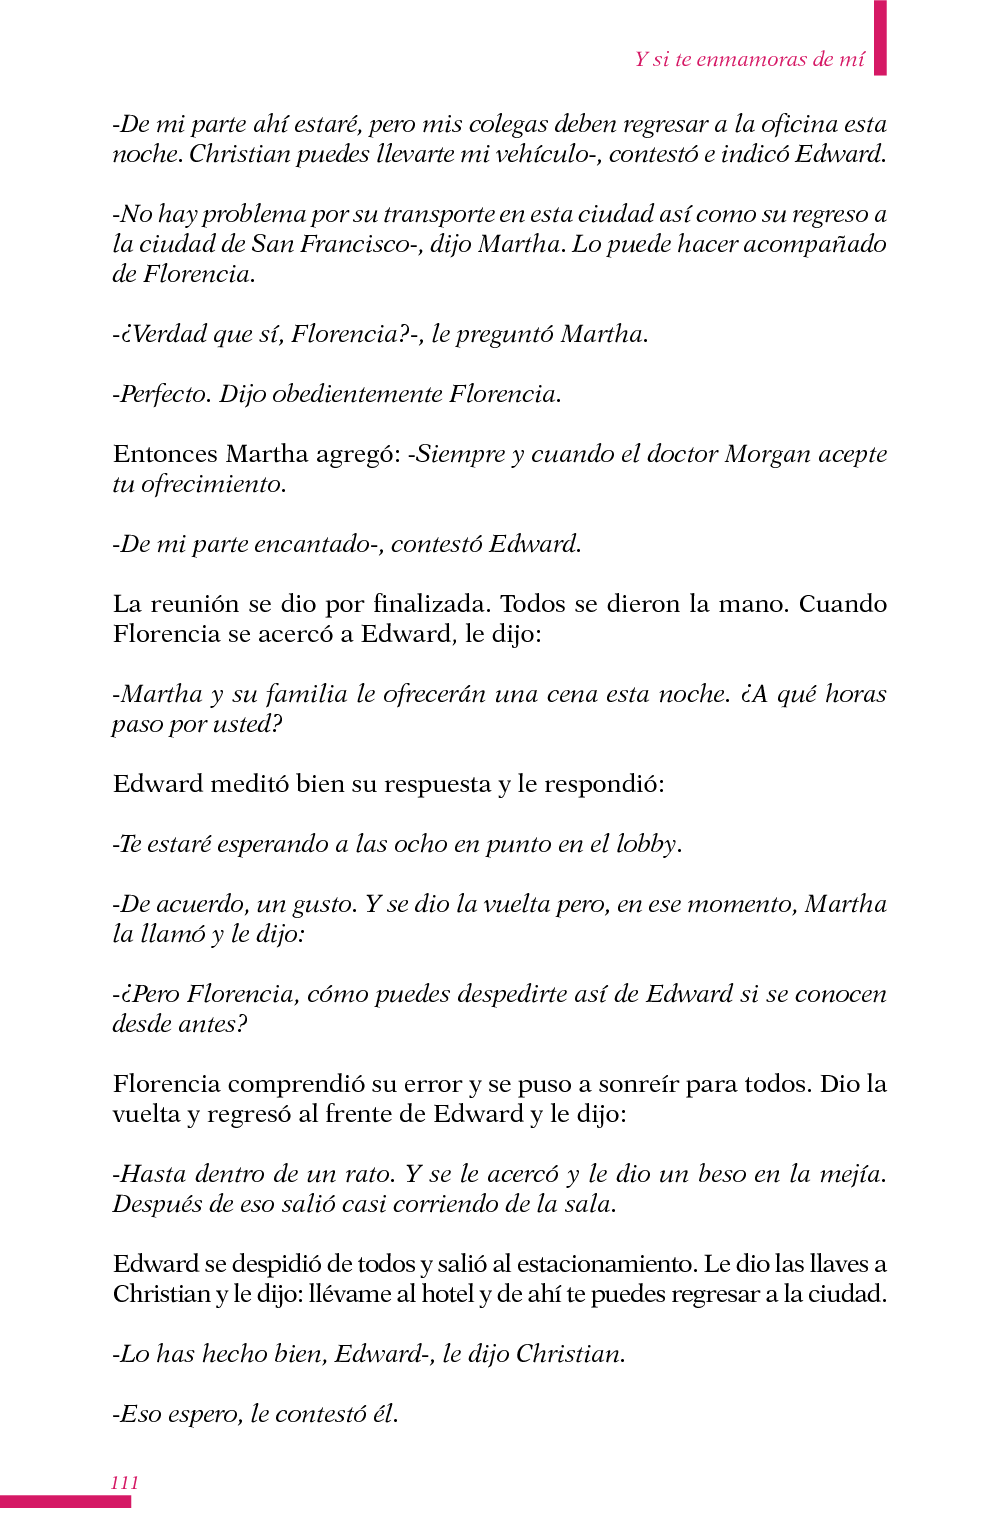 Y si te enmamoras de mí
-De mi parte ahí estaré, pero mis colegas deben regresar a la oficina esta
noche. Christian puedes llevarte mi vehículo-, contestó e indicó Edward.
-No hay problema por su transporte en esta ciudad así como su regreso a
la ciudad de San Francisco-, dijo Martha. Lo puede hacer acompañado
de Florencia.
-¿Verdad que sí, Florencia?-, le preguntó Martha.
-Perfecto. Dijo obedientemente Florencia.
Entonces Martha agregó: -Siempre y cuando el doctor Morgan acepte
tu ofrecimiento.
-De mi parte encantado-, contestó Edward.
La reunión se dio por finalizada. Todos se dieron la mano. Cuando
Florencia se acercó a Edward, le dijo:
-Martha y su familia le ofrecerán una cena esta noche. ¿A qué horas
paso por usted?
Edward meditó bien su respuesta y le respondió:
-Te estaré esperando a las ocho en punto en el lobby.
-De acuerdo, un gusto. Y se dio la vuelta pero, en ese momento, Martha
la llamó y le dijo:
-¿Pero Florencia, cómo puedes despedirte así de Edward si se conocen
desde antes?
Florencia comprendió su error y se puso a sonreír para todos. Dio la
vuelta y regresó al frente de Edward y le dijo:
-Hasta dentro de un rato. Y se le acercó y le dio un beso en la mejía.
Después de eso salió casi corriendo de la sala.
Edward se despidió de todos y salió al estacionamiento. Le dio las llaves a
Christian y le dijo: llévame al hotel y de ahí te puedes regresar a la ciudad.
-Lo has hecho bien, Edward-, le dijo Christian.
-Eso espero, le contestó él.
111